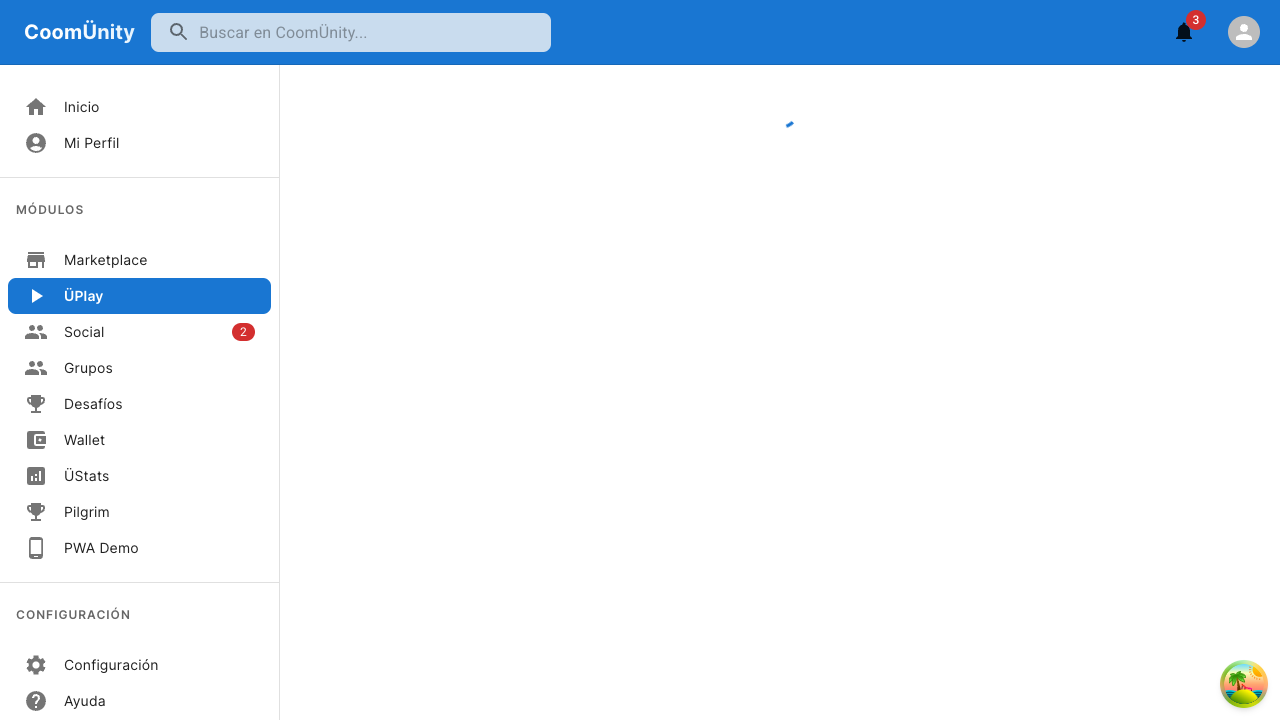 CoomÜnity
Buscar en CoomÜnity...
3
Inicio
Mi Perfil
MÓDULOS
Marketplace
ÜPlay
Social
2
Grupos
Desafíos
Wallet
ÜStats
Pilgrim
PWA Demo
CONFIGURACIÓN
Configuración
Ayuda